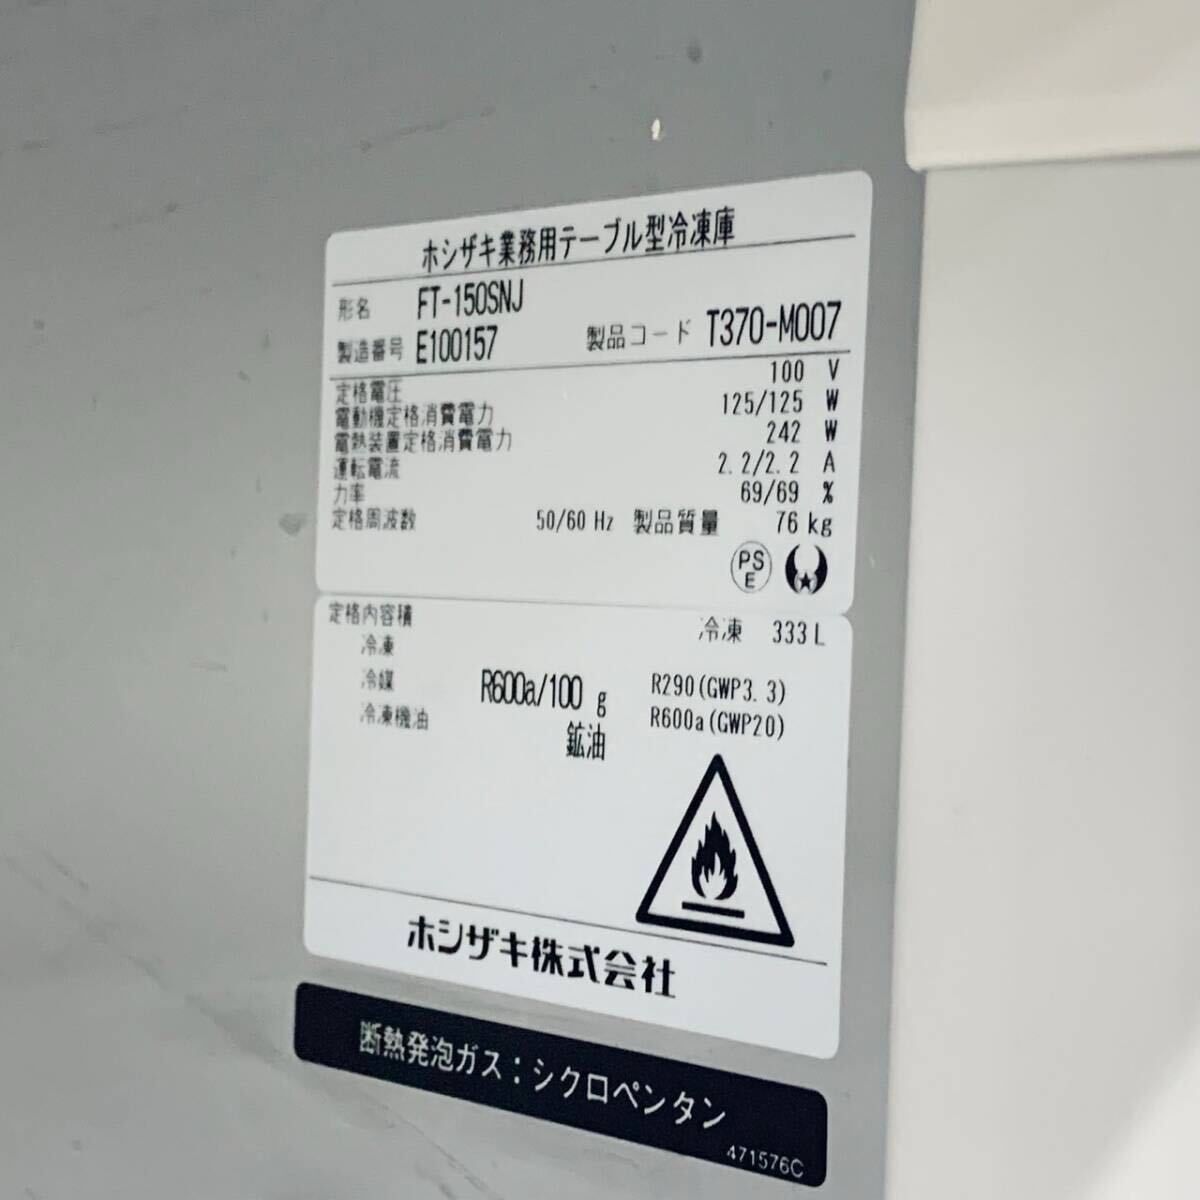 ホシザキ業務用テーブル型冷凍庫
形名 FT-150SNJ
製造番号 E100157 製品コード T370-M007
定格電圧 100 V
電動機定格消費電力 125/125 W
電熱装置定格消費電力 242 W
運転電流 2.2/2.2 A
力率 69/69 %
定格周波数 50/60 Hz 製品質量 76 kg
PS
E
定格内容積 冷凍 333 L
冷凍
冷媒 R600a/100 g R290(GWP3.3)
冷凍機油 鉱油 R600a(GWP20)
ホシザキ株式会社
断熱発泡ガス:シクロペンタン
471576C